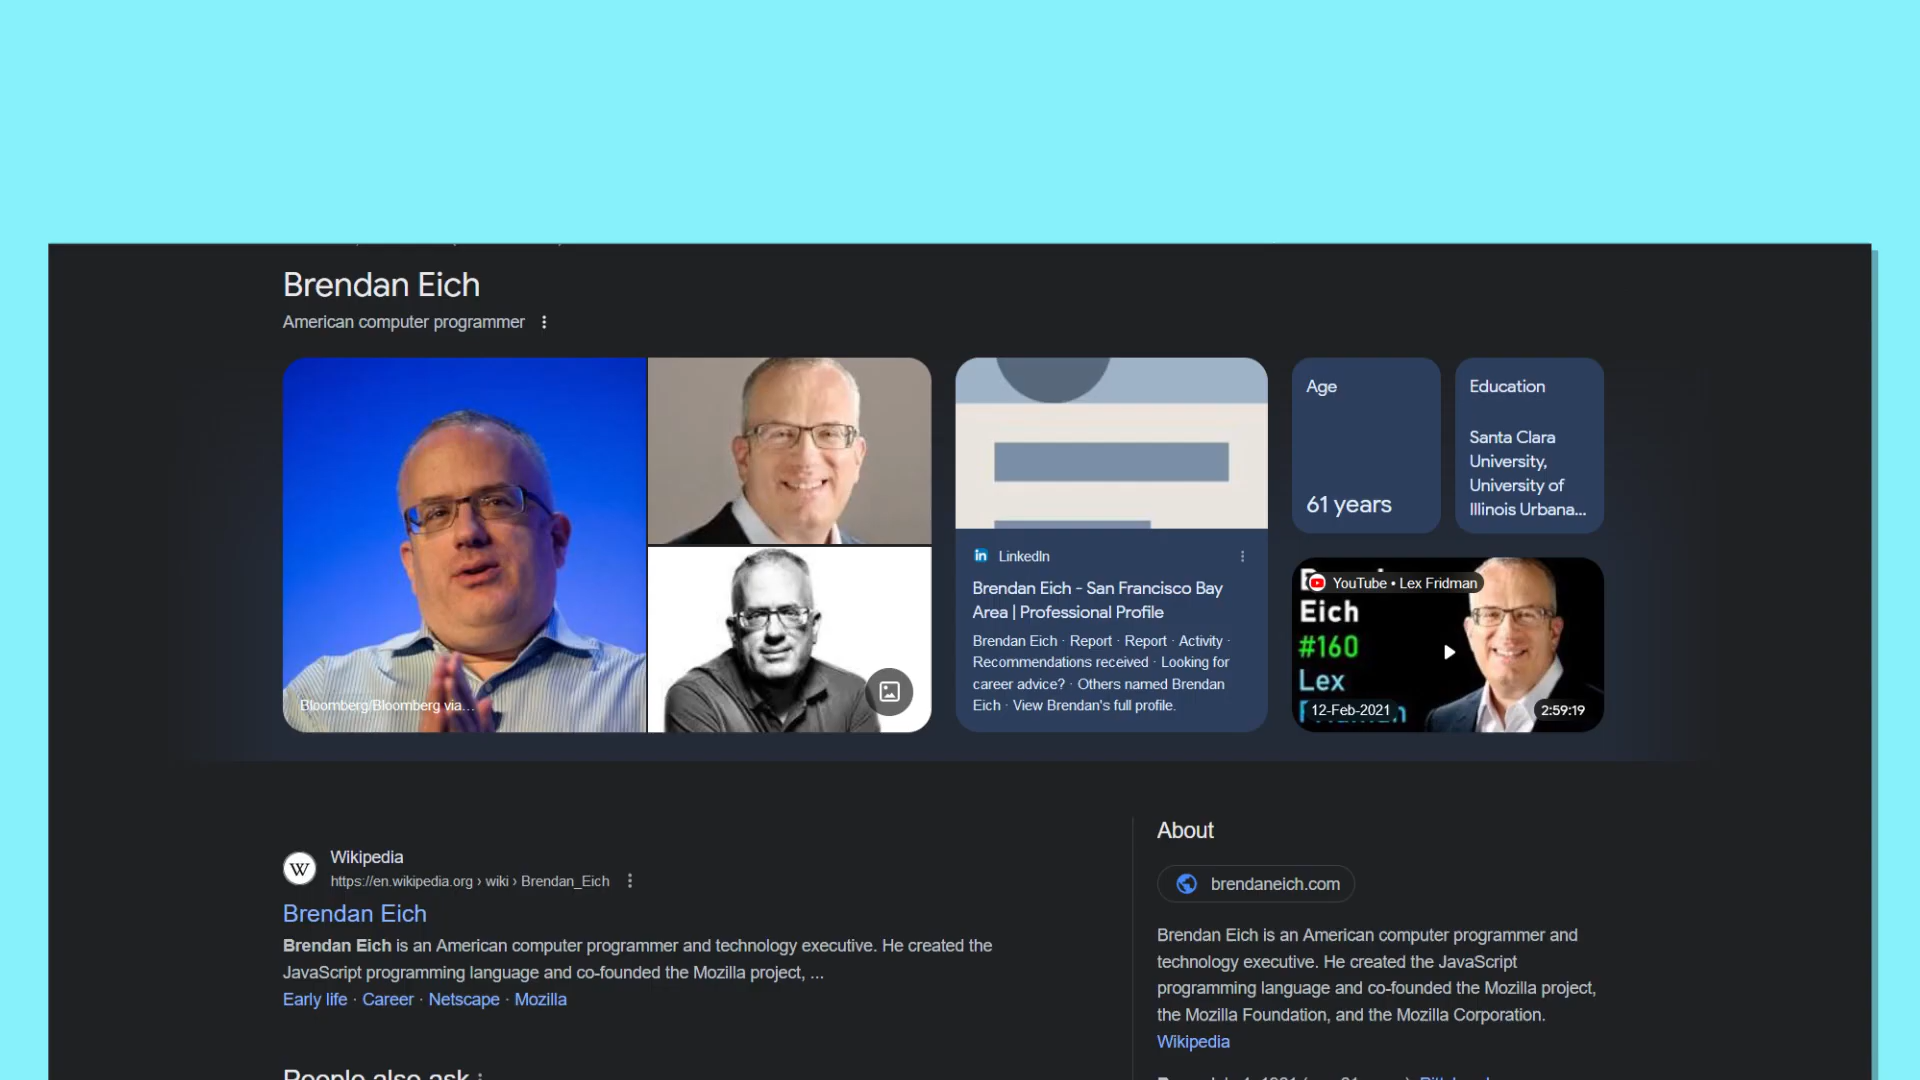 Brendan Eich
American computer programmer
Bloomberg/Bloomberg via...
LinkedIn
Brendan Eich - San Francisco Bay
Area | Professional Profile
Brendan Eich · Report · Report · Activity ·
Recommendations received · Looking for
career advice? · Others named Brendan
Eich · View Brendan's full profile.
Age
61 years
Education
Santa Clara
University,
University of
Illinois Urbana...
YouTube • Lex Fridman
Eich
#160
Lex
12-Feb-2021
2:59:19
W
Wikipedia
https://en.wikipedia.org › wiki › Brendan_Eich
Brendan Eich
Brendan Eich is an American computer programmer and technology executive. He created the
JavaScript programming language and co-founded the Mozilla project, ...
Early life · Career · Netscape · Mozilla
People also ask
About
brendaneich.com
Brendan Eich is an American computer programmer and
technology executive. He created the JavaScript
programming language and co-founded the Mozilla project,
the Mozilla Foundation, and the Mozilla Corporation.
Wikipedia